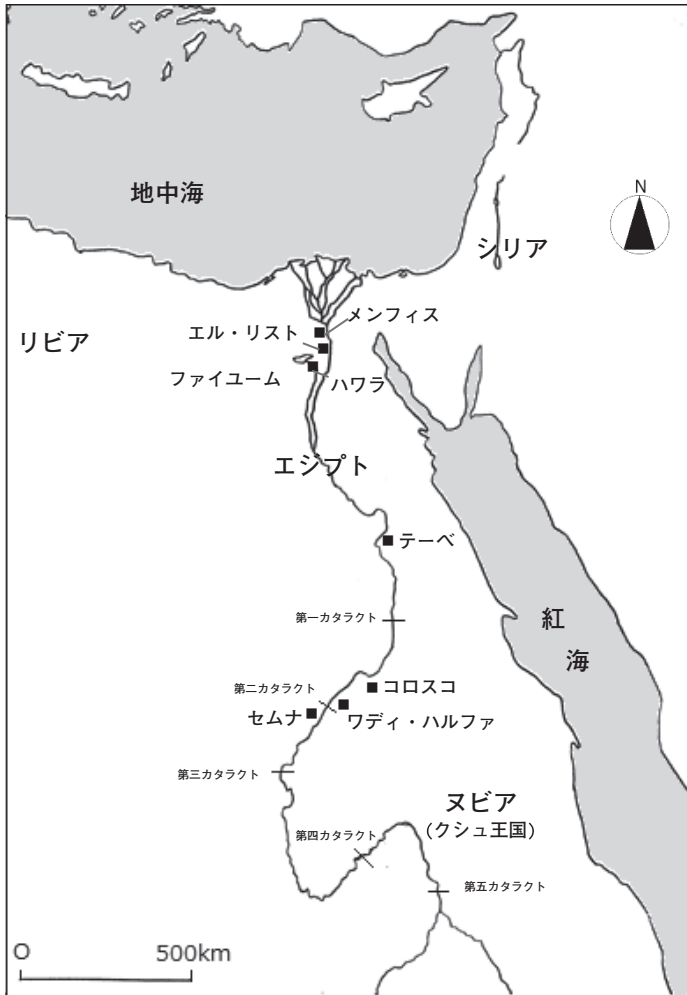 地中海
N
シリア
リビア
メンフィス
エル・リスト
ファイユーム
ハワラ
エジプト
テーベ
第一カタラクト
紅
海
コロスコ
第二カタラクト
セムナ
ワディ・ハルファ
第三カタラクト
ヌビア
(クシュ王国)
第四カタラクト
第五カタラクト
O
500km